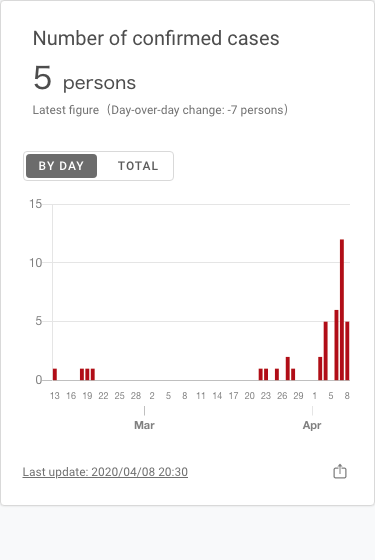 Number of confirmed cases
5 persons
Latest figure（Day-over-day change: -7 persons）
BY DAY TOTAL
15
10
5
0
13 16 19 22 25 28 2 5 8 11 14 17 20 23 26 29 1 5 8
Mar Apr
Last update: 2020/04/08 20:30